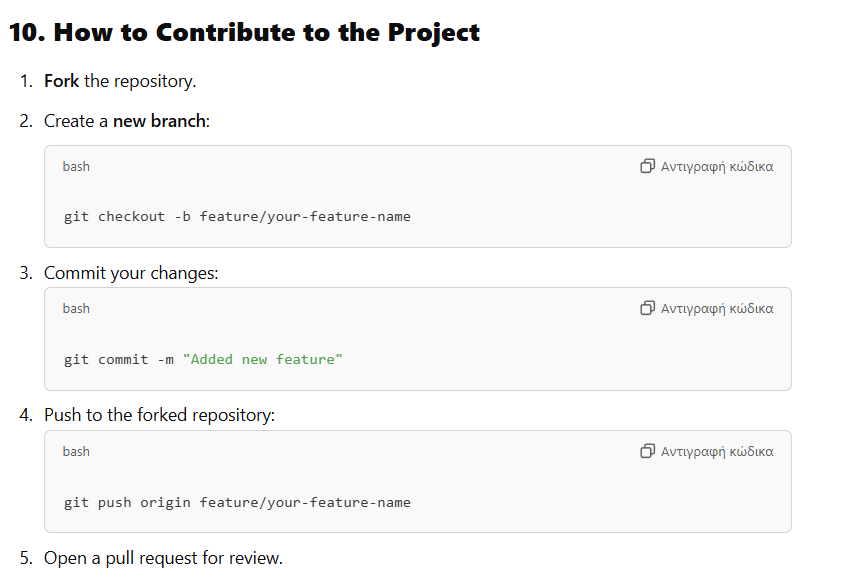 10. How to Contribute to the Project
1. Fork the repository.
2. Create a new branch:
bash Αντιγραφή κώδικα
git checkout -b feature/your-feature-name
3. Commit your changes:
bash Αντιγραφή κώδικα
git commit -m "Added new feature"
4. Push to the forked repository:
bash Αντιγραφή κώδικα
git push origin feature/your-feature-name
5. Open a pull request for review.